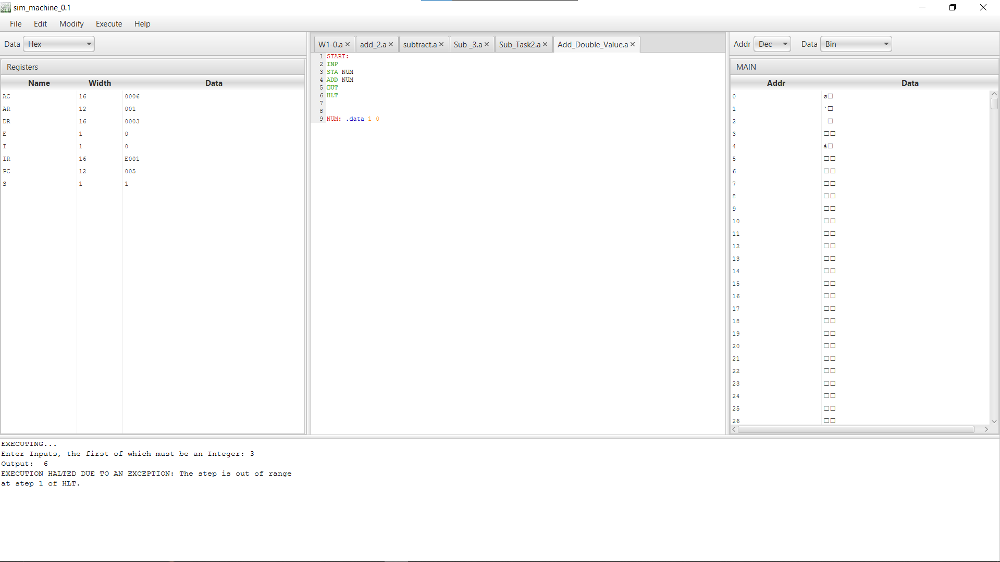 sim_machine_0.1
File Edit Modify Execute Help
Data Hex
W1-0.a add_2.a subtract.a Sub _3.a Sub_Task2.a Add_Double_Value.a
Addr Dec Data Bin
Registers
Name Width Data
AC 16 0006
AR 12 001
DR 16 0003
E 1 0
I 1 0
IR 16 E001
PC 12 005
S 1 1
1 START:
2 INP
3 STA NUM
4 ADD NUM
5 OUT
6 HLT
7
8
9 NUM: .data 1 0
MAIN
Addr Data
0 ø□
1 `□
2 □
3 □□
4 à□
5 □□
6 □□
7 □□
8 □□
9 □□
10 □□
11 □□
12 □□
13 □□
14 □□
15 □□
16 □□
17 □□
18 □□
19 □□
20 □□
21 □□
22 □□
23 □□
24 □□
25 □□
26 □□
EXECUTING...
Enter Inputs, the first of which must be an Integer: 3
Output:  6
EXECUTION HALTED DUE TO AN EXCEPTION: The step is out of range
at step 1 of HLT.